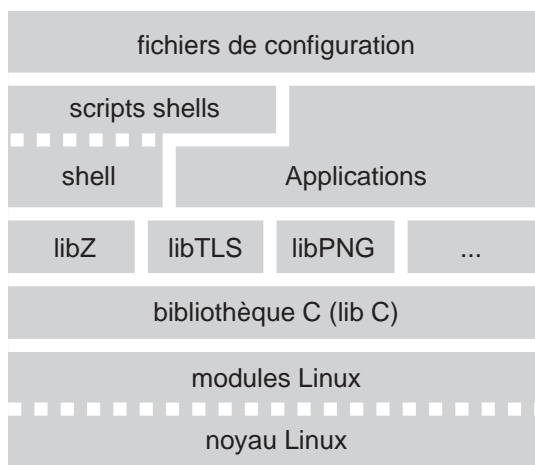 fichiers de configuration
scripts shells
shell
Applications
libZ
libTLS
libPNG
...
bibliothèque C (lib C)
modules Linux
noyau Linux